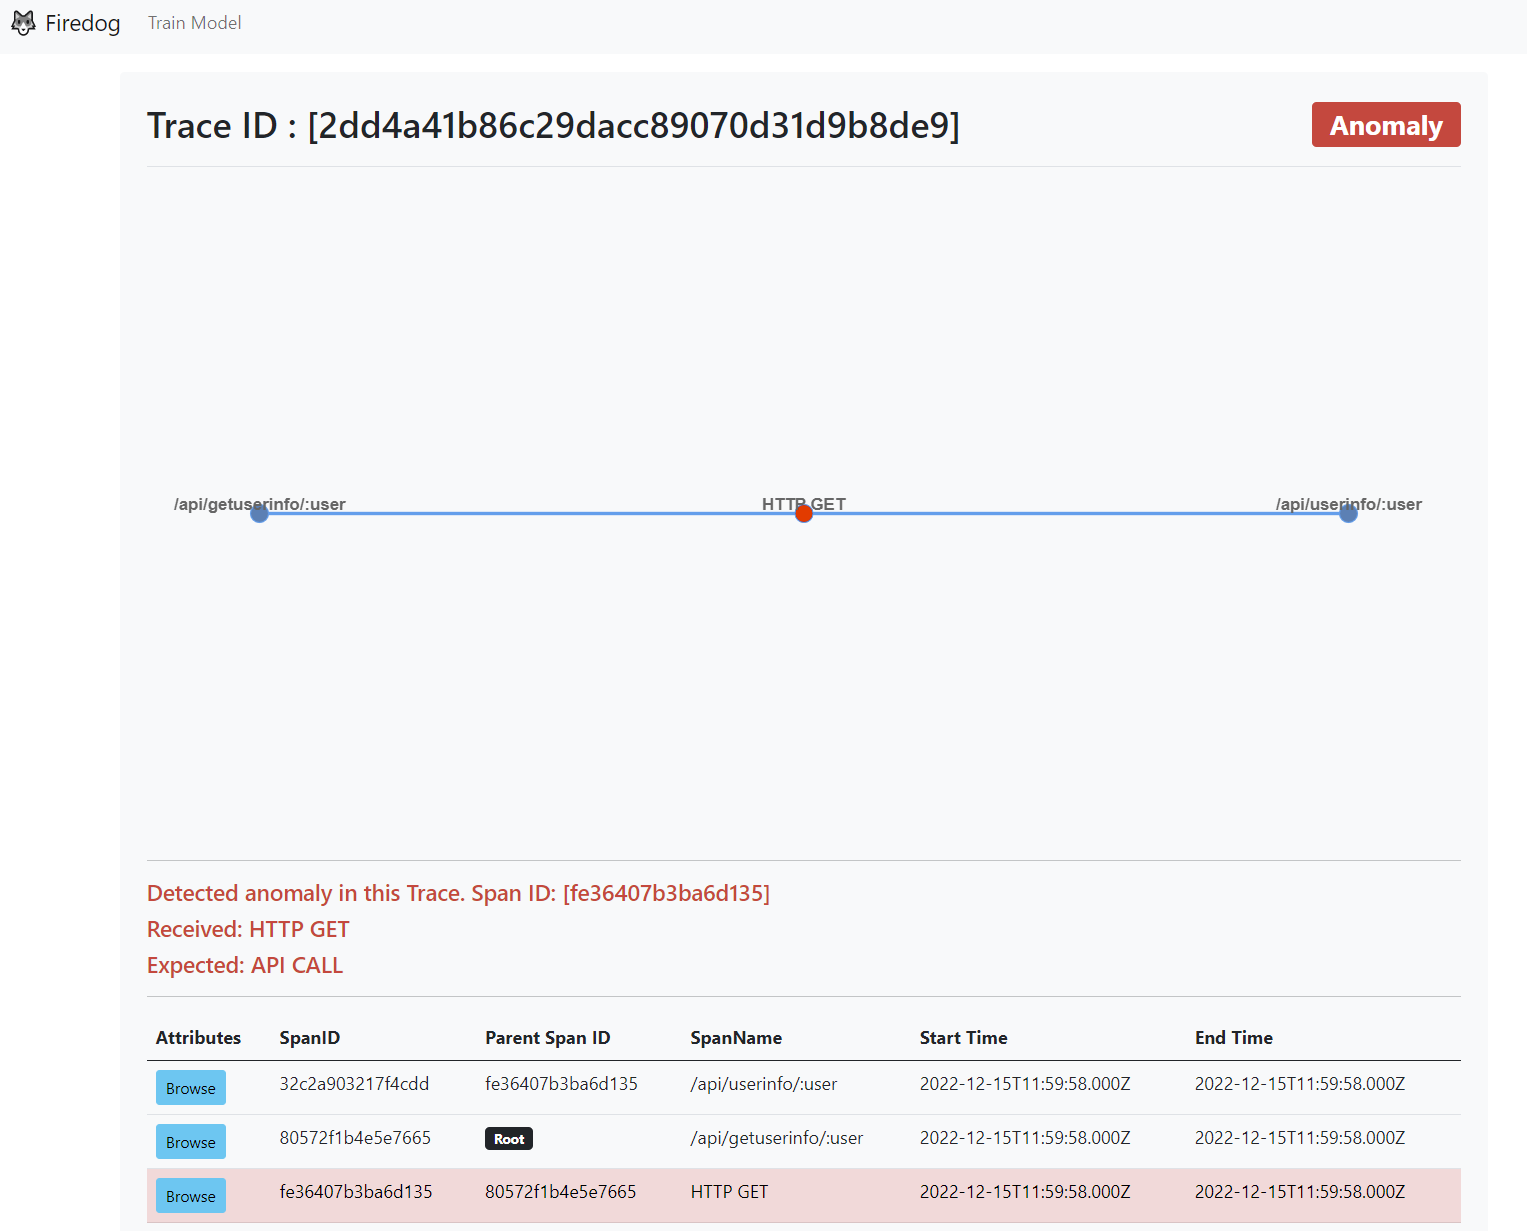 Firedog Train Model
Trace ID : [2dd4a41b86c29dacc89070d31d9b8de9] Anomaly
/api/getuserinfo/:user HTTP GET /api/userinfo/:user
Detected anomaly in this Trace. Span ID: [fe36407b3ba6d135]
Received: HTTP GET
Expected: API CALL
Attributes SpanID Parent Span ID SpanName Start Time End Time
Browse 32c2a903217f4cdd fe36407b3ba6d135 /api/userinfo/:user 2022-12-15T11:59:58.000Z 2022-12-15T11:59:58.000Z
Browse 80572f1b4e5e7665 Root /api/getuserinfo/:user 2022-12-15T11:59:58.000Z 2022-12-15T11:59:58.000Z
Browse fe36407b3ba6d135 80572f1b4e5e7665 HTTP GET 2022-12-15T11:59:58.000Z 2022-12-15T11:59:58.000Z